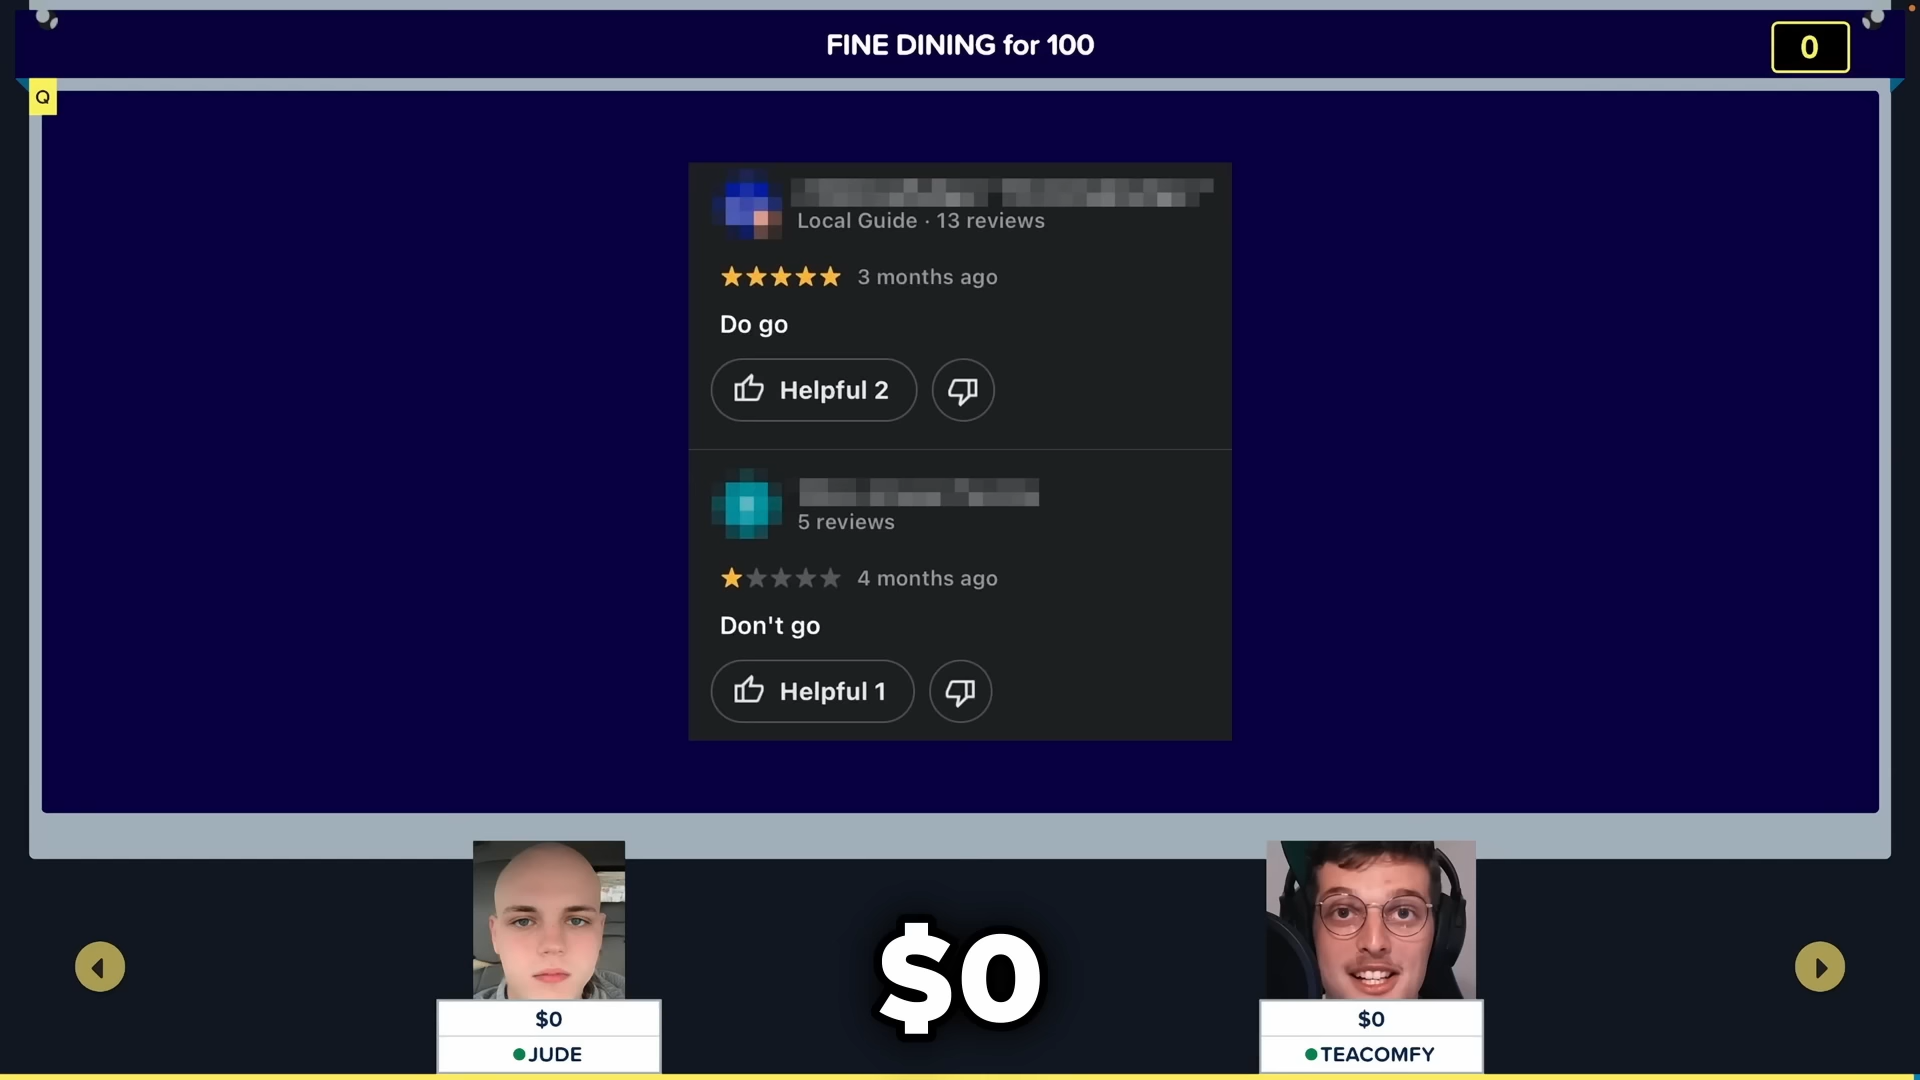 FINE DINING for 100
0
Q
Local Guide · 13 reviews
3 months ago
Do go
Helpful 2
5 reviews
4 months ago
Don't go
Helpful 1
$0
$0
$0
JUDE
TEACOMFY